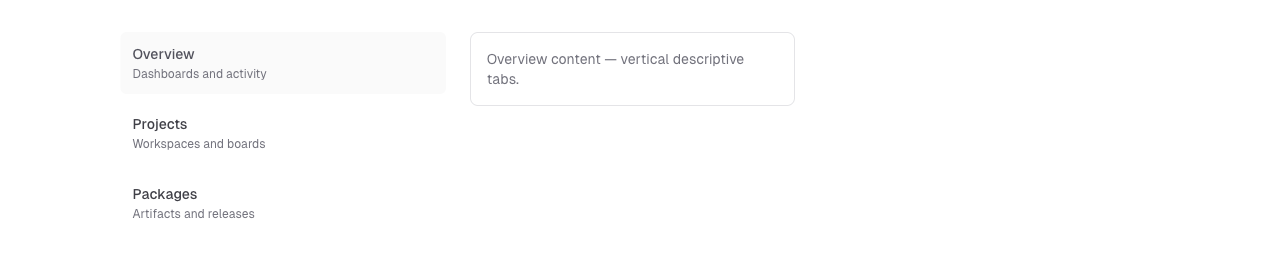 Overview
Dashboards and activity
Projects
Workspaces and boards
Packages
Artifacts and releases
Overview content — vertical descriptive
tabs.